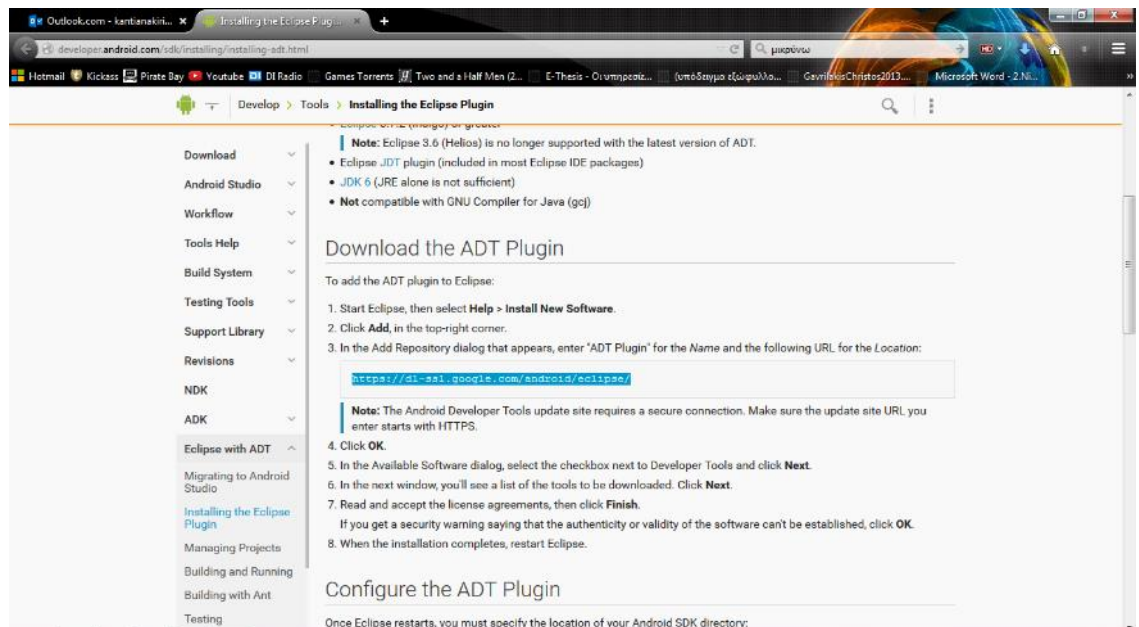 Outlook.com - kantianakiri...
Installing the Eclipse Plugi...
developer.android.com/sdk/installing/installing-adt.html
μικρύνω
Hotmail Kickass Pirate Bay Youtube DI Radio Games Torrents Two and a Half Men (2... E-Thesis - Οι υπηρεσίε... (υπόδειγμα εξώφυλλο... GavrilakisChristos2013.... Microsoft Word - 2.Ni...
Develop > Tools > Installing the Eclipse Plugin
Note: Eclipse 3.6 (Helios) is no longer supported with the latest version of ADT.
• Eclipse JDT plugin (included in most Eclipse IDE packages)
• JDK 6 (JRE alone is not sufficient)
• Not compatible with GNU Compiler for Java (gcj)
Download
Android Studio
Workflow
Tools Help
Build System
Testing Tools
Support Library
Revisions
NDK
ADK
Eclipse with ADT
Migrating to Android
Studio
Installing the Eclipse
Plugin
Managing Projects
Building and Running
Building with Ant
Testing
Download the ADT Plugin
To add the ADT plugin to Eclipse:
1. Start Eclipse, then select Help > Install New Software.
2. Click Add, in the top-right corner.
3. In the Add Repository dialog that appears, enter "ADT Plugin" for the Name and the following URL for the Location:
https://dl-ssl.google.com/android/eclipse/
Note: The Android Developer Tools update site requires a secure connection. Make sure the update site URL you
enter starts with HTTPS.
4. Click OK.
5. In the Available Software dialog, select the checkbox next to Developer Tools and click Next.
6. In the next window, you'll see a list of the tools to be downloaded. Click Next.
7. Read and accept the license agreements, then click Finish.
If you get a security warning saying that the authenticity or validity of the software can't be established, click OK.
8. When the installation completes, restart Eclipse.
Configure the ADT Plugin
Once Eclipse restarts, you must specify the location of your Android SDK directory: